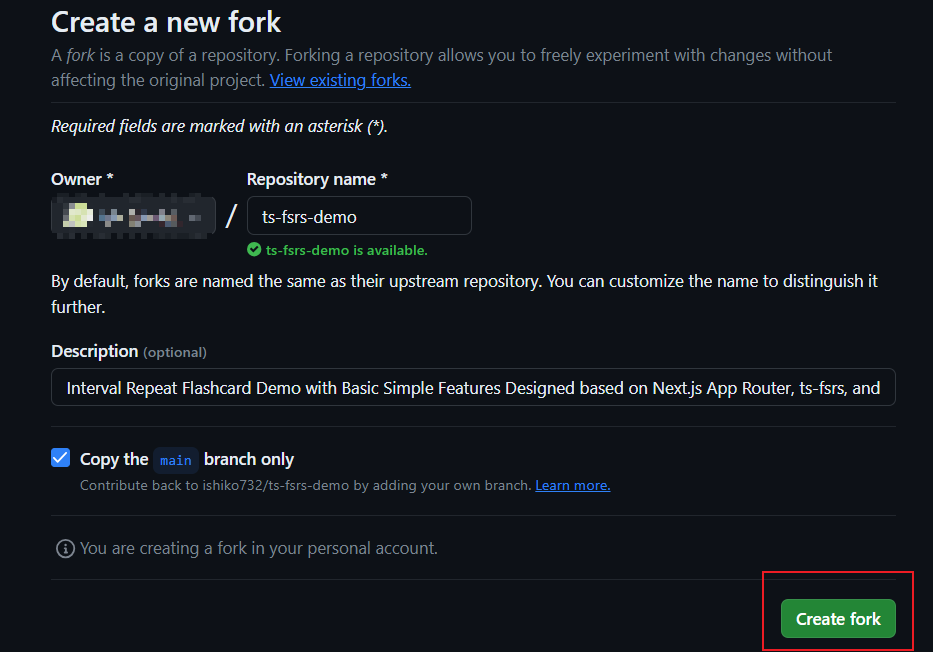 Create a new fork
A fork is a copy of a repository. Forking a repository allows you to freely experiment with changes without
affecting the original project. View existing forks.
Required fields are marked with an asterisk (*).
Owner *
Repository name *
/
ts-fsrs-demo
ts-fsrs-demo is available.
By default, forks are named the same as their upstream repository. You can customize the name to distinguish it
further.
Description (optional)
Interval Repeat Flashcard Demo with Basic Simple Features Designed based on Next.js App Router, ts-fsrs, and
Copy the main branch only
Contribute back to ishiko732/ts-fsrs-demo by adding your own branch. Learn more.
You are creating a fork in your personal account.
Create fork